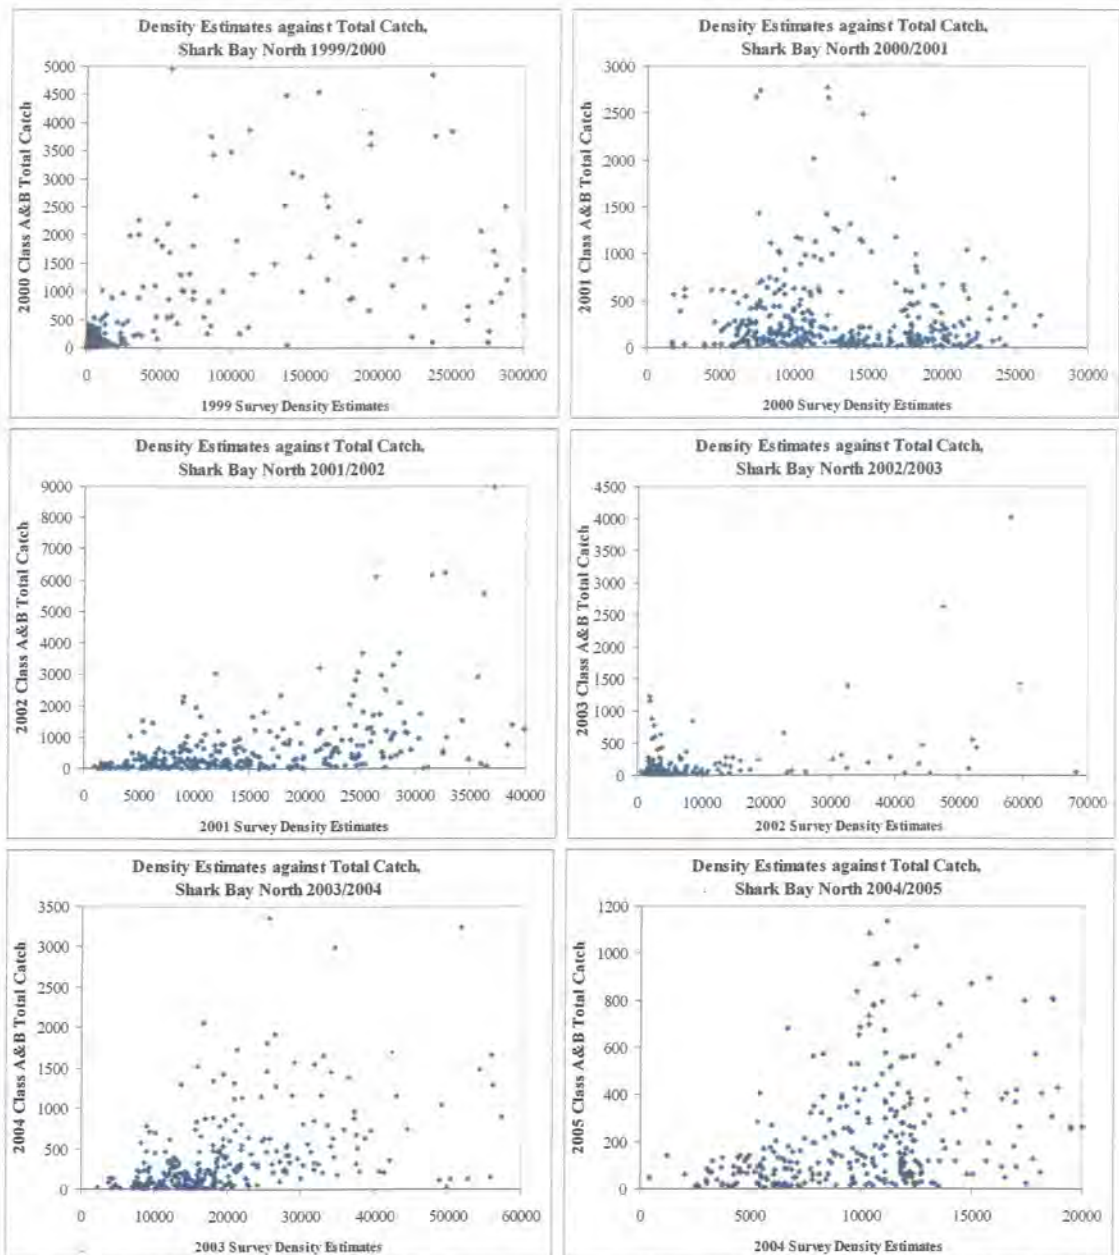 Density Estimates against Total Catch,
Shark Bay North 1999/2000
2000 Class A&B Total Catch
5000
4500
4000
3500
3000
2500
2000
1500
1000
500
0
0 50000 100000 150000 200000 250000 300000
1999 Survey Density Estimates
Density Estimates against Total Catch,
Shark Bay North 2000/2001
2001 Class A&B Total Catch
3000
2500
2000
1500
1000
500
0
0 5000 10000 15000 20000 25000 30000
2000 Survey Density Estimates
Density Estimates against Total Catch,
Shark Bay North 2001/2002
2002 Class A&B Total Catch
9000
8000
7000
6000
5000
4000
3000
2000
1000
0
0 5000 10000 15000 20000 25000 30000 35000 40000
2001 Survey Density Estimates
Density Estimates against Total Catch,
Shark Bay North 2002/2003
2003 Class A&B Total Catch
4500
4000
3500
3000
2500
2000
1500
1000
500
0
0 10000 20000 30000 40000 50000 60000 70000
2002 Survey Density Estimates
Density Estimates against Total Catch,
Shark Bay North 2003/2004
2004 Class A&B Total Catch
3500
3000
2500
2000
1500
1000
500
0
0 10000 20000 30000 40000 50000 60000
2003 Survey Density Estimates
Density Estimates against Total Catch,
Shark Bay North 2004/2005
2005 Class A&B Total Catch
1200
1000
800
600
400
200
0
0 5000 10000 15000 20000
2004 Survey Density Estimates